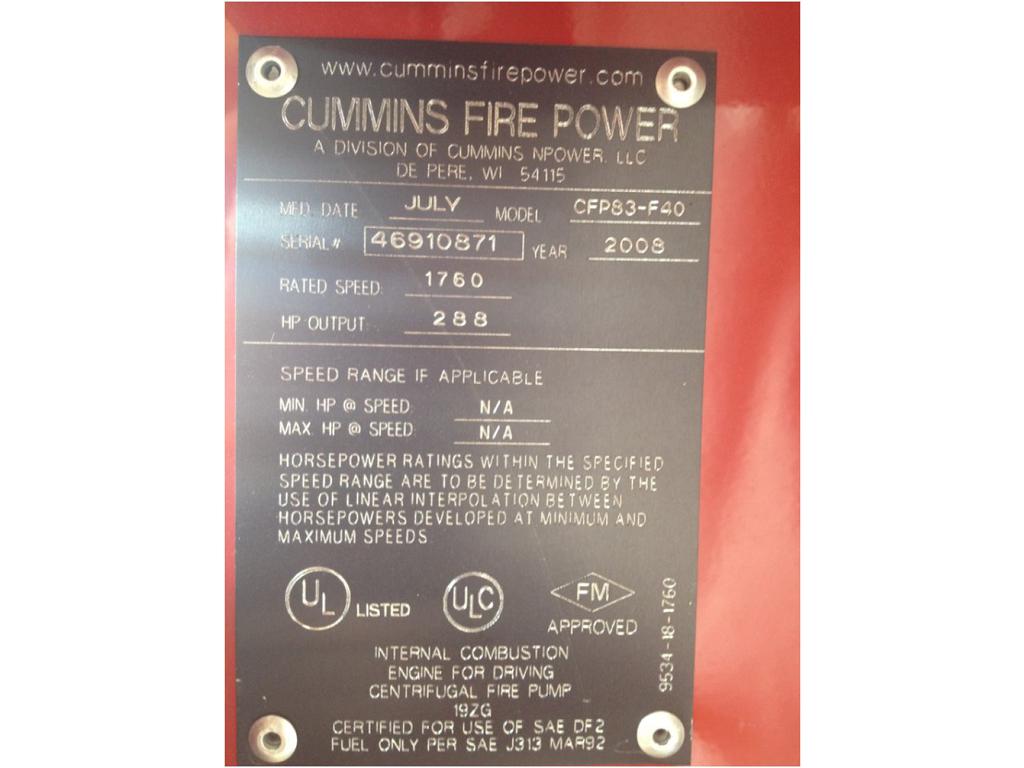 www.cumminsfirepower.com
CUMMINS FIRE POWER
A DIVISION OF CUMMINS NPOWER, LLC
DE PERE, WI 54115
MFD. DATE JULY MODEL CFP83-F40
SERIAL# 46910871 YEAR 2008
RATED SPEED: 1760
HP OUTPUT: 288
SPEED RANGE IF APPLICABLE
MIN. HP @ SPEED: N/A
MAX. HP @ SPEED: N/A
HORSEPOWER RATINGS WITHIN THE SPECIFIED
SPEED RANGE ARE TO BE DETERMINED BY THE
USE OF LINEAR INTERPOLATION BETWEEN
HORSEPOWERS DEVELOPED AT MINIMUM AND
MAXIMUM SPEEDS
UL LISTED ULC FM
APPROVED
9534-18-1760
INTERNAL COMBUSTION
ENGINE FOR DRIVING
CENTRIFUGAL FIRE PUMP
19ZG
CERTIFIED FOR USE OF SAE DF2
FUEL ONLY PER SAE J313 MAR92